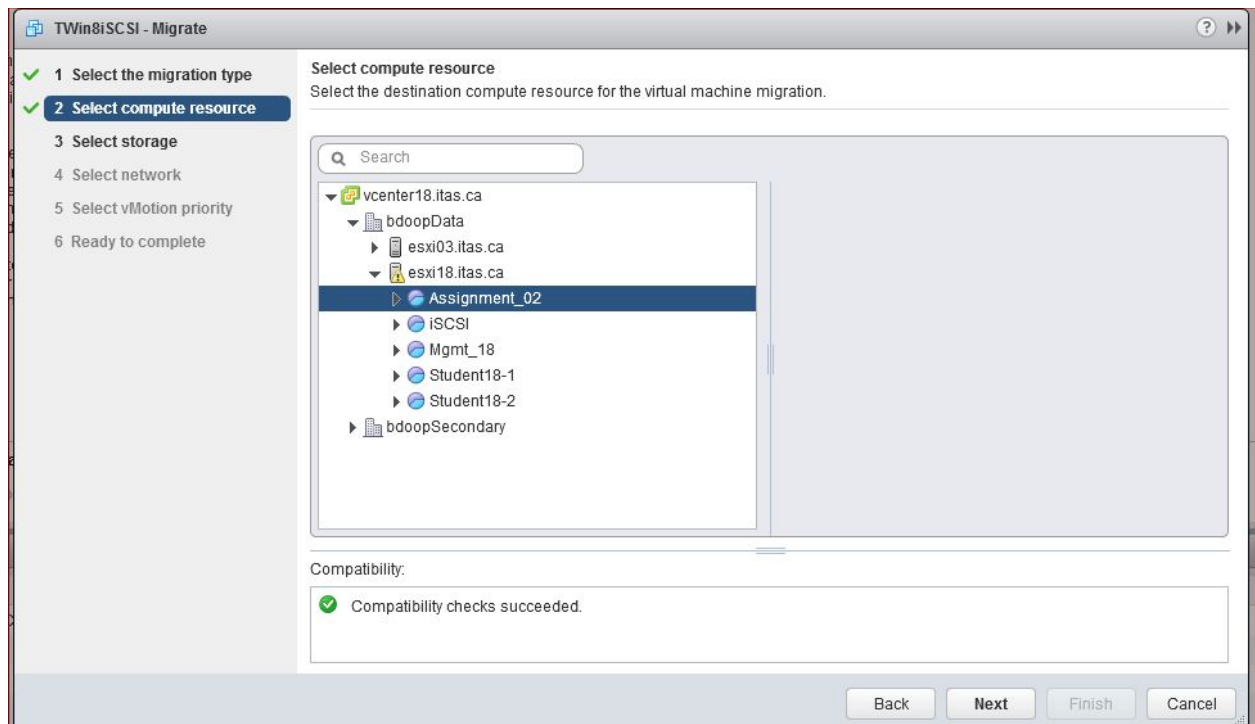 TWin8iSCSI - Migrate
1 Select the migration type
2 Select compute resource
3 Select storage
4 Select network
5 Select vMotion priority
6 Ready to complete
Select compute resource
Select the destination compute resource for the virtual machine migration.
Search
vcenter18.itas.ca
bdoopData
esxi03.itas.ca
esxi18.itas.ca
Assignment_02
iSCSI
Mgmt_18
Student18-1
Student18-2
bdoopSecondary
Compatibility:
Compatibility checks succeeded.
Back Next Finish Cancel